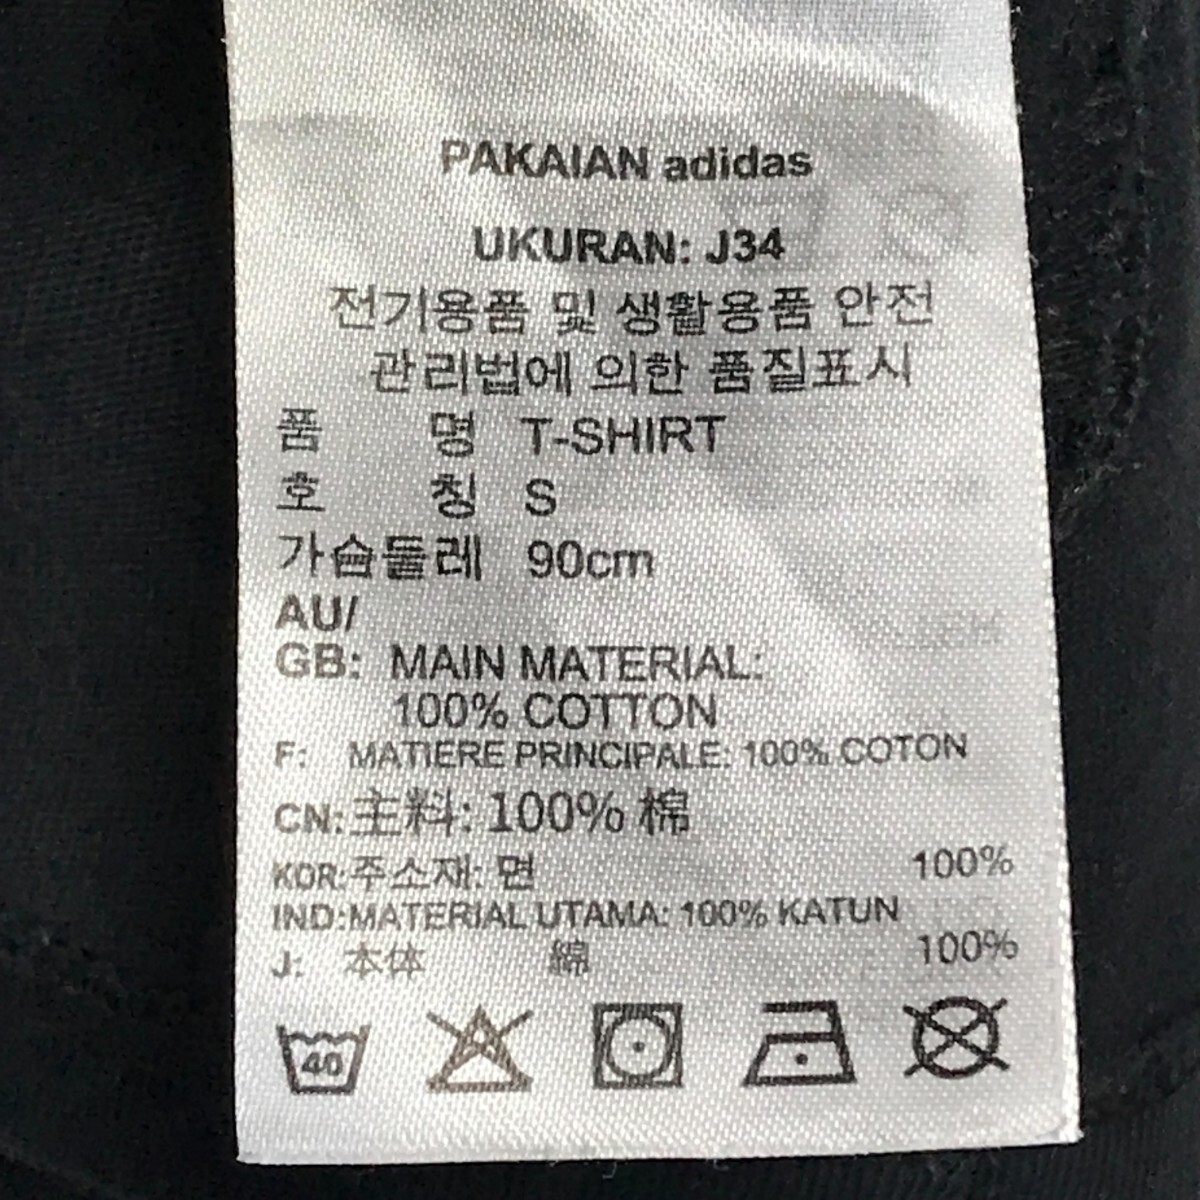 PAKAIAN adidas
UKURAN: J34
전기용품 및 생활용품 안전
관리법에 의한 품질표시
품 명 T-SHIRT
호 칭 S
가슴둘레 90cm
AU/
GB: MAIN MATERIAL:
100% COTTON
F: MATIERE PRINCIPALE: 100% COTON
CN: 主料: 100% 棉
KOR: 주소재: 면 100%
IND: MATERIAL UTAMA: 100% KATUN
J: 本体 綿 100%
40